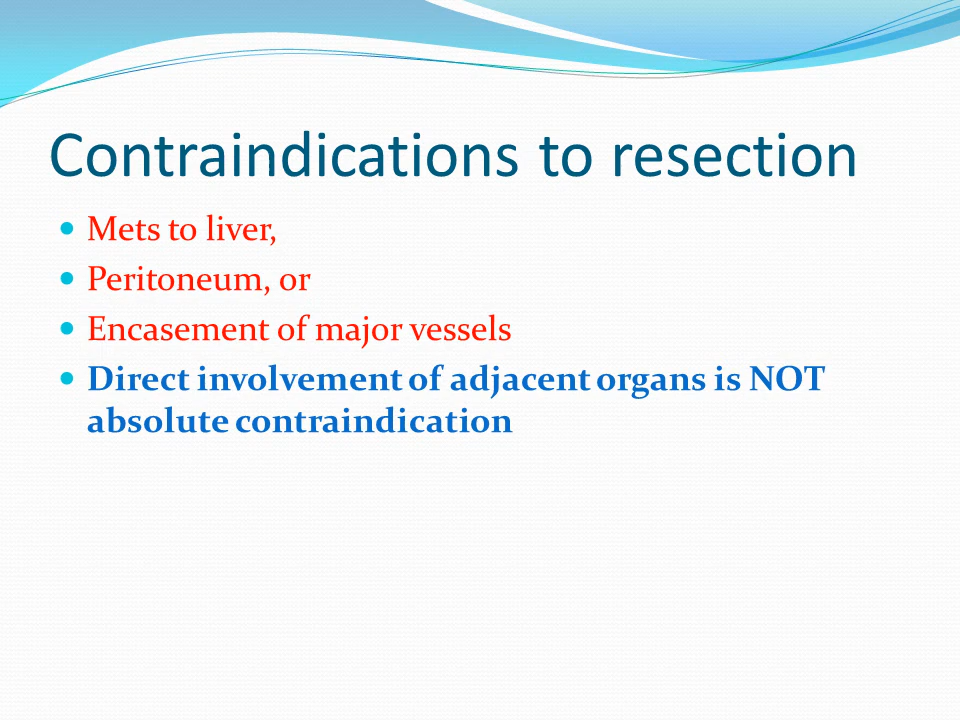 Contraindications to resection
Mets to liver,
Peritoneum, or
Encasement of major vessels
Direct involvement of adjacent organs is NOT
absolute contraindication